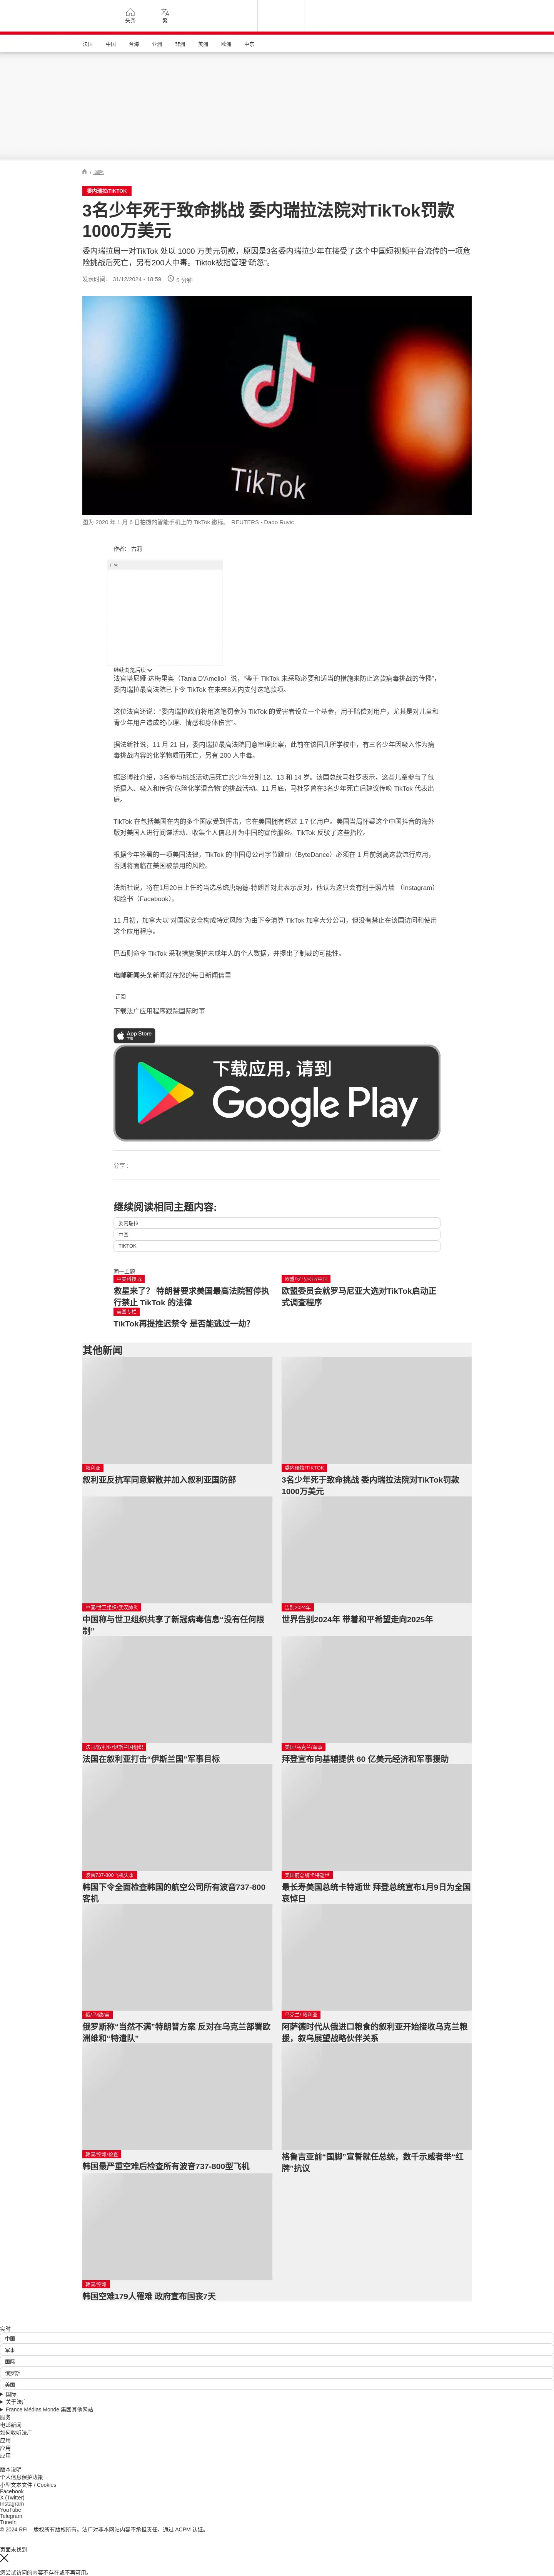 头条
繁
法国
中国
台海
亚洲
非洲
美洲
欧洲
中东
/ 国际
委内瑞拉/TIKTOK
3名少年死于致命挑战 委内瑞拉法院对TikTok罚款
1000万美元
委内瑞拉周一对TikTok 处以 1000 万美元罚款，原因是3名委内瑞拉少年在接受了这个中国短视频平台流传的一项危
险挑战后死亡，另有200人中毒。Tiktok被指管理“疏忽”。
发表时间： 31/12/2024 - 18:59 5 分钟
TikTok
图为 2020 年 1 月 6 日拍摄的智能手机上的 TikTok 徽标。 REUTERS - Dado Ruvic
作者： 古莉
广告
继续浏览后续
法官塔尼娅·达梅里奥（Tania D'Amelio）说，“鉴于 TikTok 未采取必要和适当的措施来防止这款病毒挑战的传播”，
委内瑞拉最高法院已下令 TikTok 在未来8天内支付这笔款项。
这位法官还说：“委内瑞拉政府将用这笔罚金为 TikTok 的受害者设立一个基金，用于赔偿对用户，尤其是对儿童和
青少年用户造成的心理、情感和身体伤害”。
据法新社说，11 月 21 日，委内瑞拉最高法院同意审理此案，此前在该国几所学校中，有三名少年因吸入作为病
毒挑战内容的化学物质而死亡，另有 200 人中毒。
据彭博社介绍，3名参与挑战活动后死亡的少年分别 12、13 和 14 岁。该国总统马杜罗表示，这些儿童参与了包
括摄入、吸入和传播“危险化学混合物”的挑战活动。11 月底，马杜罗曾在3名少年死亡后建议传唤 TikTok 代表出
庭。
TikTok 在包括美国在内的多个国家受到抨击，它在美国拥有超过 1.7 亿用户。美国当局怀疑这个中国抖音的海外
版对美国人进行间谍活动、收集个人信息并为中国的宣传服务。TikTok 反驳了这些指控。
根据今年签署的一项美国法律，TikTok 的中国母公司字节跳动（ByteDance）必须在 1 月前剥离这款流行应用，
否则将面临在美国被禁用的风险。
法新社说，将在1月20日上任的当选总统唐纳德-特朗普对此表示反对，他认为这只会有利于照片墙 （Instagram）
和脸书（Facebook）。
11 月初，加拿大以“对国家安全构成特定风险”为由下令清算 TikTok 加拿大分公司，但没有禁止在该国访问和使用
这个应用程序。
巴西则命令 TikTok 采取措施保护未成年人的个人数据，并提出了制裁的可能性。
电邮新闻头条新闻就在您的每日新闻信里
订阅
下载法广应用程序跟踪国际时事
App Store
下载
下载应用，请到
Google Play
分享 :
继续阅读相同主题内容:
委内瑞拉
中国
TIKTOK
同一主题
中美科技战
救星来了？ 特朗普要求美国最高法院暂停执
行禁止 TikTok 的法律
欧盟/罗马尼亚/中国
欧盟委员会就罗马尼亚大选对TikTok启动正
式调查程序
美国专栏
TikTok再提推迟禁令 是否能逃过一劫?
其他新闻
叙利亚
叙利亚反抗军同意解散并加入叙利亚国防部
委内瑞拉/TIKTOK
3名少年死于致命挑战 委内瑞拉法院对TikTok罚款
1000万美元
中国/世卫组织/武汉肺炎
中国称与世卫组织共享了新冠病毒信息“没有任何限
制”
告别2024年
世界告别2024年 带着和平希望走向2025年
法国/叙利亚/伊斯兰国组织
法国在叙利亚打击“伊斯兰国”军事目标
美国/乌克兰/军事
拜登宣布向基辅提供 60 亿美元经济和军事援助
波音737-800飞机失事
韩国下令全面检查韩国的航空公司所有波音737-800
客机
美国前总统卡特逝世
最长寿美国总统卡特逝世 拜登总统宣布1月9日为全国
哀悼日
俄/乌/欧/美
俄罗斯称“当然不满”特朗普方案 反对在乌克兰部署欧
洲维和“特遣队”
乌克兰/ 叙利亚
阿萨德时代从俄进口粮食的叙利亚开始接收乌克兰粮
援，叙乌展望战略伙伴关系
韩国/空难/检查
韩国最严重空难后检查所有波音737-800型飞机
格鲁吉亚前“国脚”宣誓就任总统，数千示威者举“红
牌”抗议
韩国/空难
韩国空难179人罹难 政府宣布国丧7天
实时
中国
军事
国际
俄罗斯
美国
国际
关于法广
France Médias Monde 集团其他网站
服务
电邮新闻
如何收听法广
应用
应用
应用
版本说明
个人信息保护政策
小型文本文件 / Cookies
Facebook
X (Twitter)
Instagram
YouTube
Telegram
TuneIn
© 2024 RFI – 版权所有版权所有。法广对非本网站内容不承担责任。通过 ACPM 认证。
页面未找到
您尝试访问的内容不存在或不再可用。